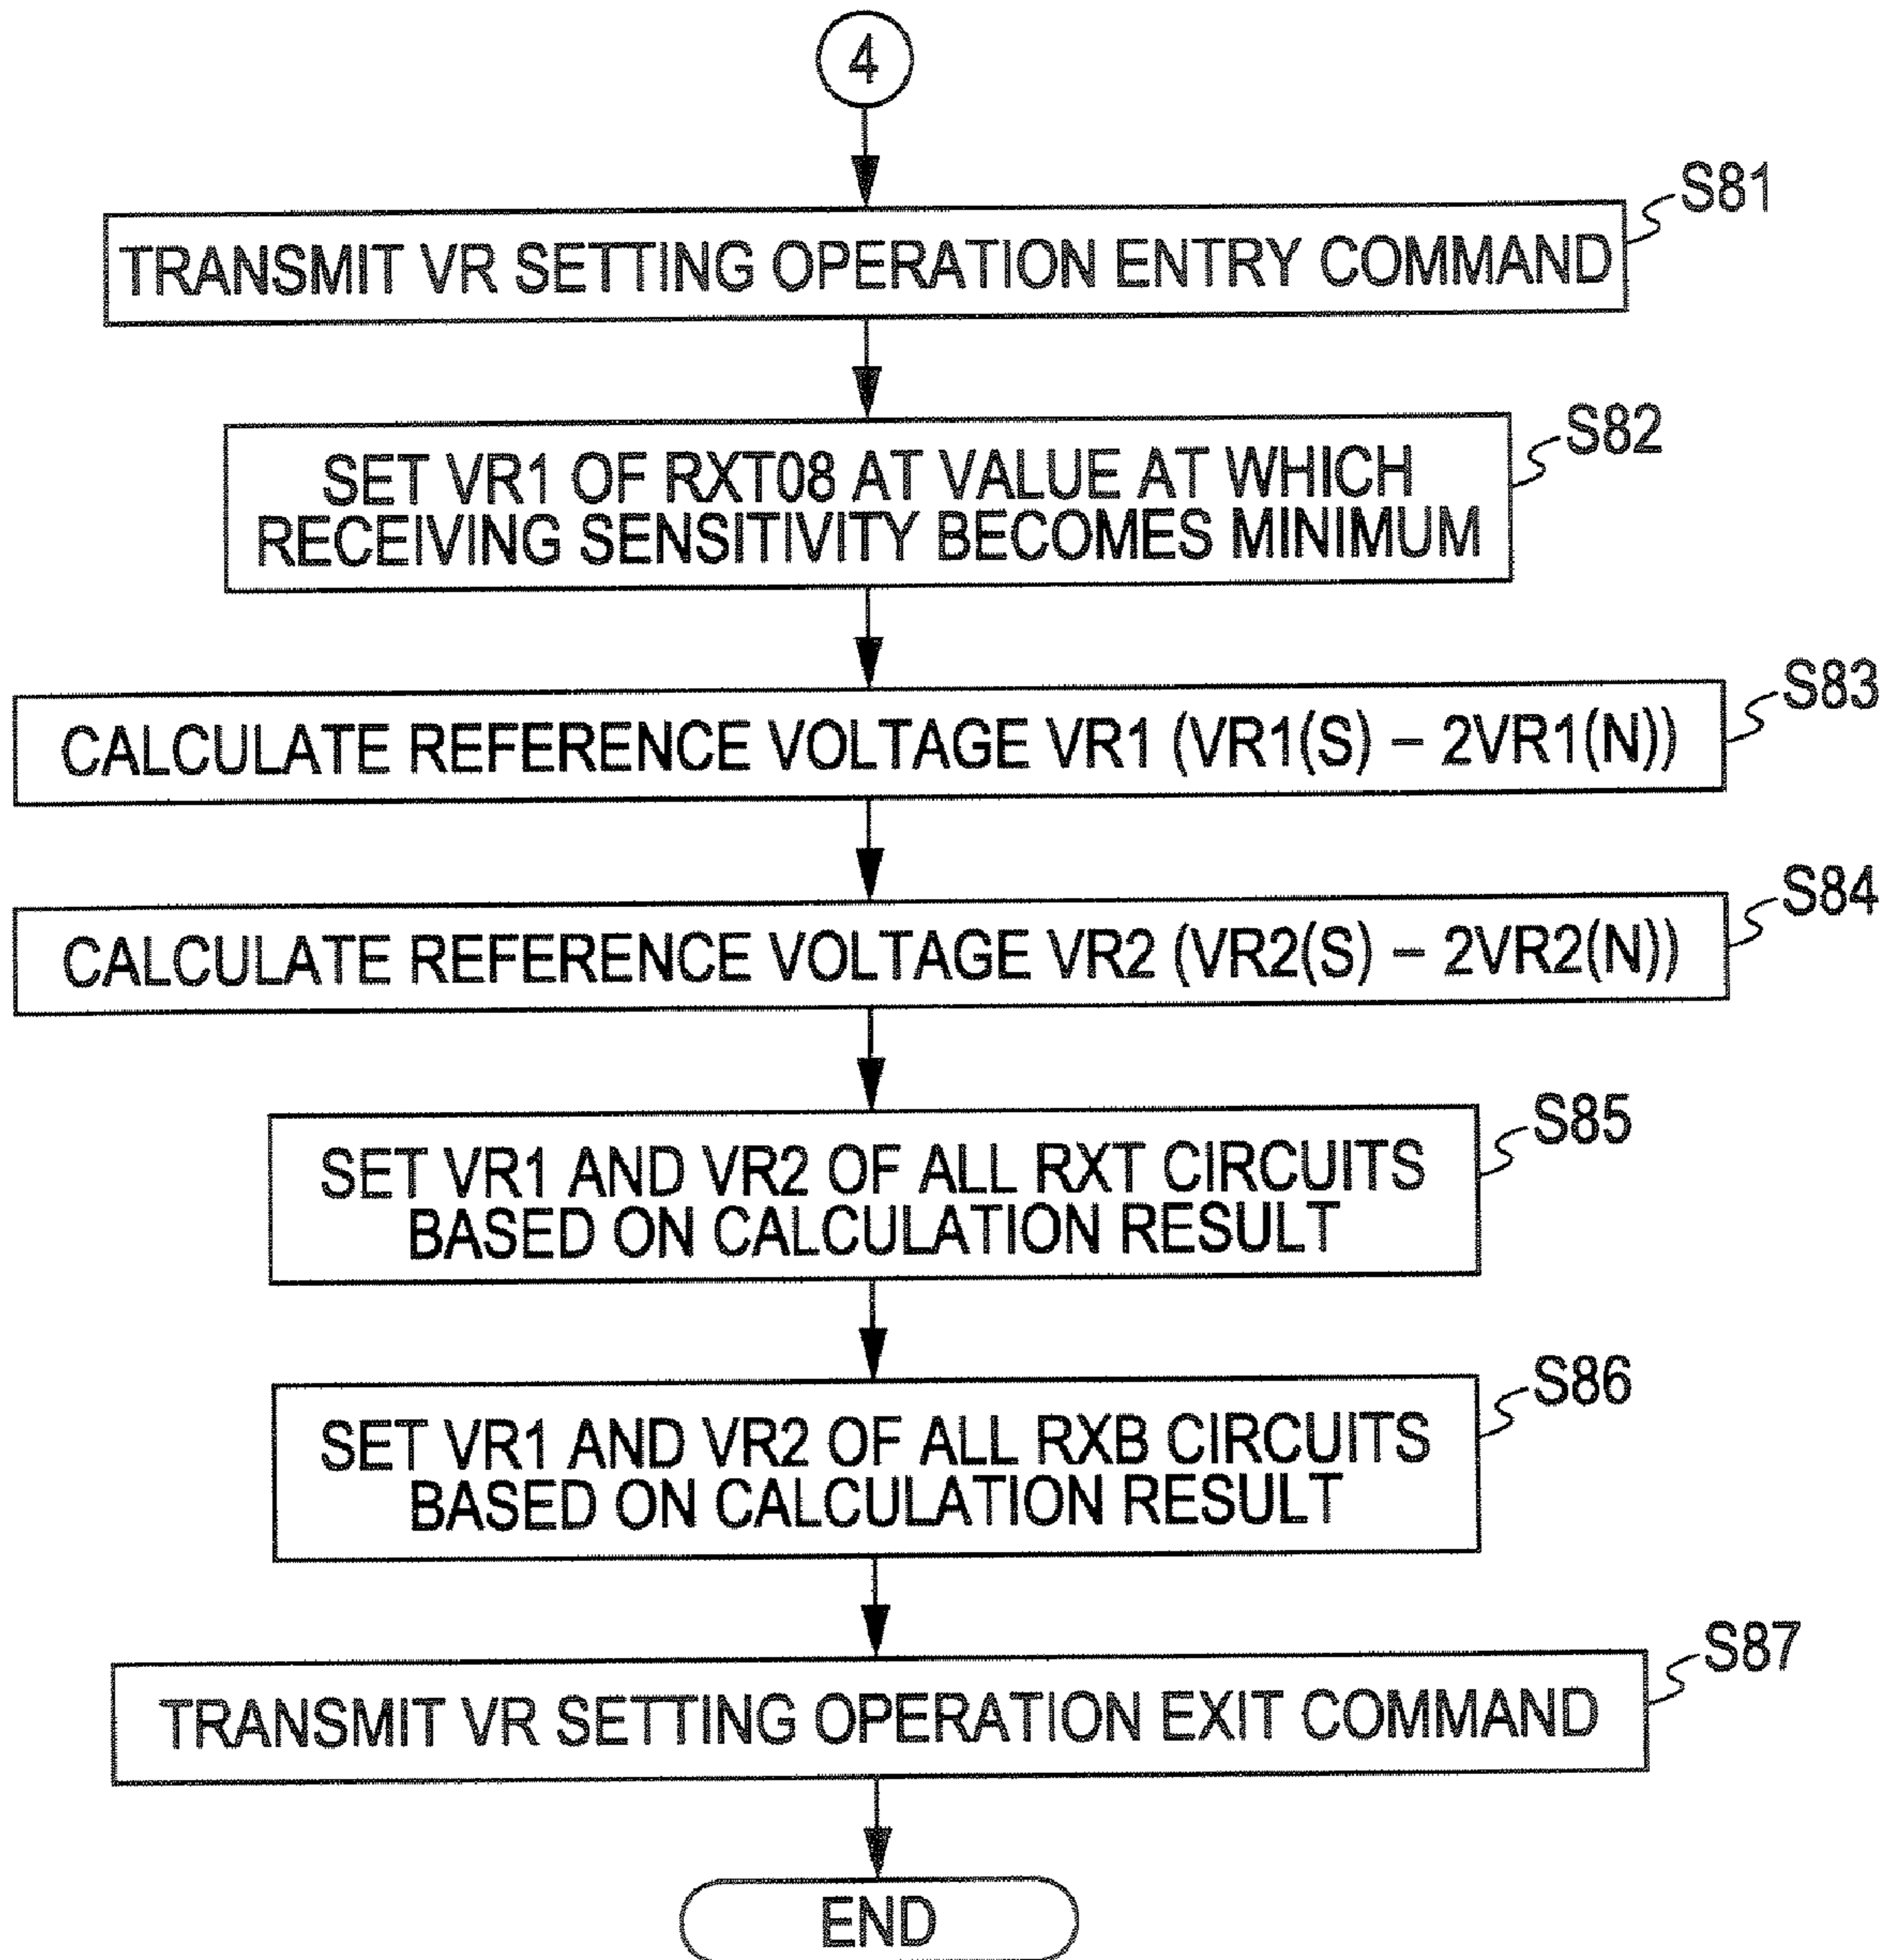 4
S81
TRANSMIT VR SETTING OPERATION ENTRY COMMAND
S82
SET VR1 OF RXT08 AT VALUE AT WHICH
RECEIVING SENSITIVITY BECOMES MINIMUM
S83
CALCULATE REFERENCE VOLTAGE VR1 (VR1(S) – 2VR1(N))
S84
CALCULATE REFERENCE VOLTAGE VR2 (VR2(S) – 2VR2(N))
S85
SET VR1 AND VR2 OF ALL RXT CIRCUITS
BASED ON CALCULATION RESULT
S86
SET VR1 AND VR2 OF ALL RXB CIRCUITS
BASED ON CALCULATION RESULT
S87
TRANSMIT VR SETTING OPERATION EXIT COMMAND
END